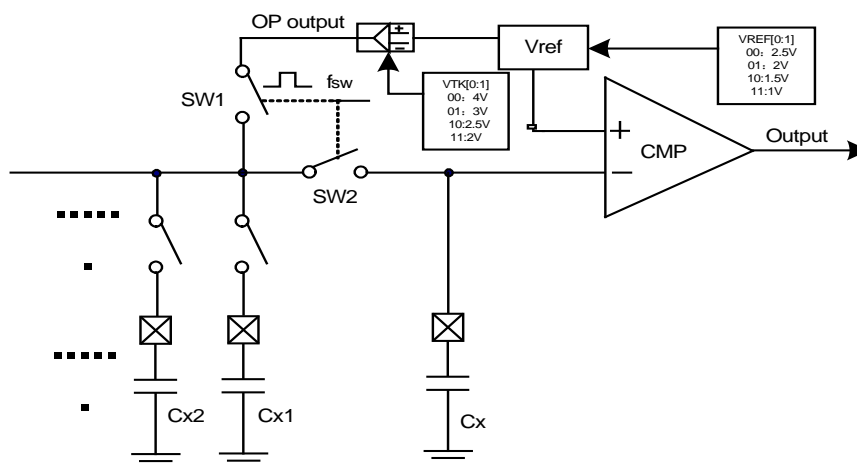 OP output
Vref
VREF[0:1]
00：2.5V
01：2V
10:1.5V
11:1V
SW1
fsw
VTK[0:1]
00：4V
01：3V
10:2.5V
11:2V
+
−
+
−
CMP
Output
SW2
Cx2
Cx1
Cx